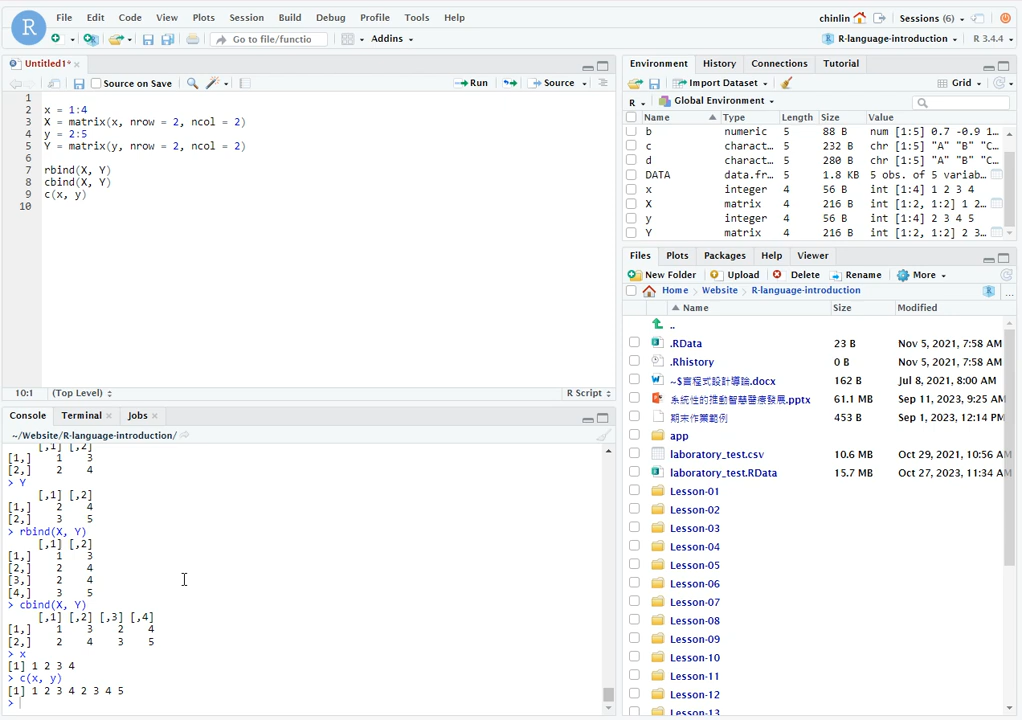 File Edit Code View Plots Session Build Debug Profile Tools Help
chinlin Sessions (6)
Go to file/functio Addins
R-language-introduction R 3.4.4
Untitled1*
Source on Save Run Source
1
2 x = 1:4
3 X = matrix(x, nrow = 2, ncol = 2)
4 y = 2:5
5 Y = matrix(y, nrow = 2, ncol = 2)
6
7 rbind(X, Y)
8 cbind(X, Y)
9 c(x, y)
10
10:1 (Top Level) R Script
Console Terminal Jobs
~/Website/R-language-introduction/
[,1] [,2]
[1,] 1 3
[2,] 2 4
> Y
[,1] [,2]
[1,] 2 4
[2,] 3 5
> rbind(X, Y)
[,1] [,2]
[1,] 1 3
[2,] 2 4
[3,] 2 4
[4,] 3 5
> cbind(X, Y)
[,1] [,2] [,3] [,4]
[1,] 1 3 2 4
[2,] 2 4 3 5
> x
[1] 1 2 3 4
> c(x, y)
[1] 1 2 3 4 2 3 4 5
>
Environment History Connections Tutorial
Import Dataset Grid
R Global Environment
Name Type Length Size Value
b numeric 5 88 B num [1:5] 0.7 -0.9 1…
c charact… 5 232 B chr [1:5] "A" "B" "C…
d charact… 5 280 B chr [1:5] "A" "B" "C…
DATA data.fr… 5 1.8 KB 5 obs. of 5 variab…
x integer 4 56 B int [1:4] 1 2 3 4
X matrix 4 216 B int [1:2, 1:2] 1 2…
y integer 4 56 B int [1:4] 2 3 4 5
Y matrix 4 216 B int [1:2, 1:2] 2 3…
Files Plots Packages Help Viewer
New Folder Upload Delete Rename More
Home Website R-language-introduction ...
Name Size Modified
..
.RData 23 B Nov 5, 2021, 7:58 AM
.Rhistory 0 B Nov 5, 2021, 7:58 AM
~$言程式設計導論.docx 162 B Jul 8, 2021, 8:00 AM
系統性的推動智慧醫療發展.pptx 61.1 MB Sep 11, 2023, 9:25 AM
期末作業範例 453 B Sep 1, 2023, 12:14 PM
app
laboratory_test.csv 10.6 MB Oct 29, 2021, 10:56 AM
laboratory_test.RData 15.7 MB Oct 27, 2023, 11:34 AM
Lesson-01
Lesson-02
Lesson-03
Lesson-04
Lesson-05
Lesson-06
Lesson-07
Lesson-08
Lesson-09
Lesson-10
Lesson-11
Lesson-12
Lesson-13